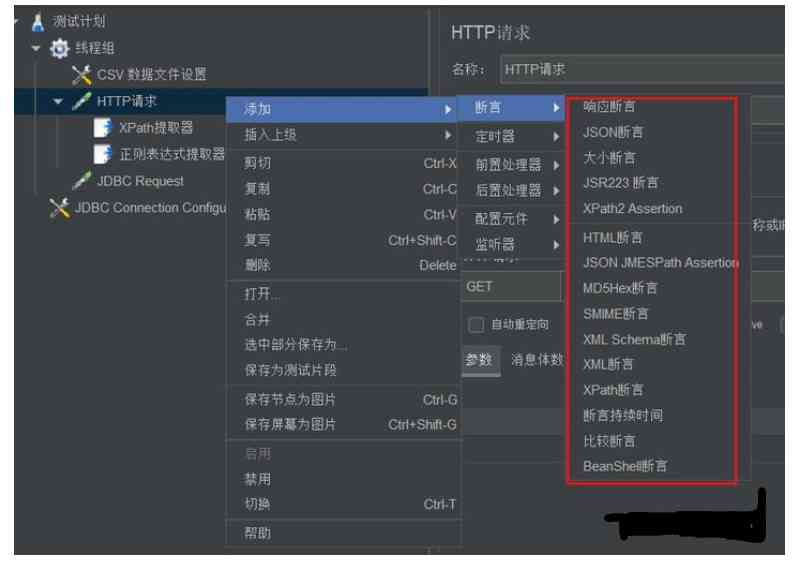 测试计划
线程组
CSV 数据文件设置
HTTP请求
XPath提取器
正则表达式提取器
JDBC Request
JDBC Connection Configu
HTTP请求
名称： HTTP请求
添加
插入上级
剪切 Ctrl-X
复制 Ctrl-C
粘贴 Ctrl-V
复写 Ctrl+Shift-C
删除 Delete
打开...
合并
选中部分保存为...
保存为测试片段
保存节点为图片 Ctrl-G
保存屏幕为图片 Ctrl+Shift-G
启用
禁用
切换 Ctrl-T
帮助
断言
定时器
前置处理器
后置处理器
配置元件
监听器
GET
自动重定向
参数 消息体数
响应断言
JSON断言
大小断言
JSR223 断言
XPath2 Assertion
HTML断言
JSON JMESPath Assertion
MD5Hex断言
SMIME断言
XML Schema断言
XML断言
XPath断言
断言持续时间
比较断言
BeanShell断言
称或IP
ve